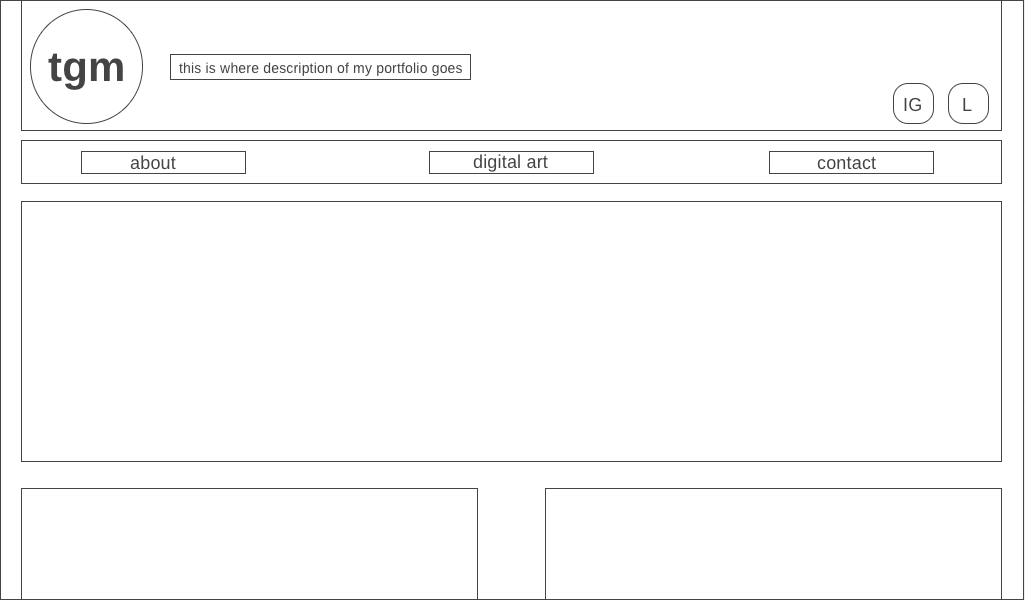 tgm
this is where description of my portfolio goes
IG
L
about
digital art
contact